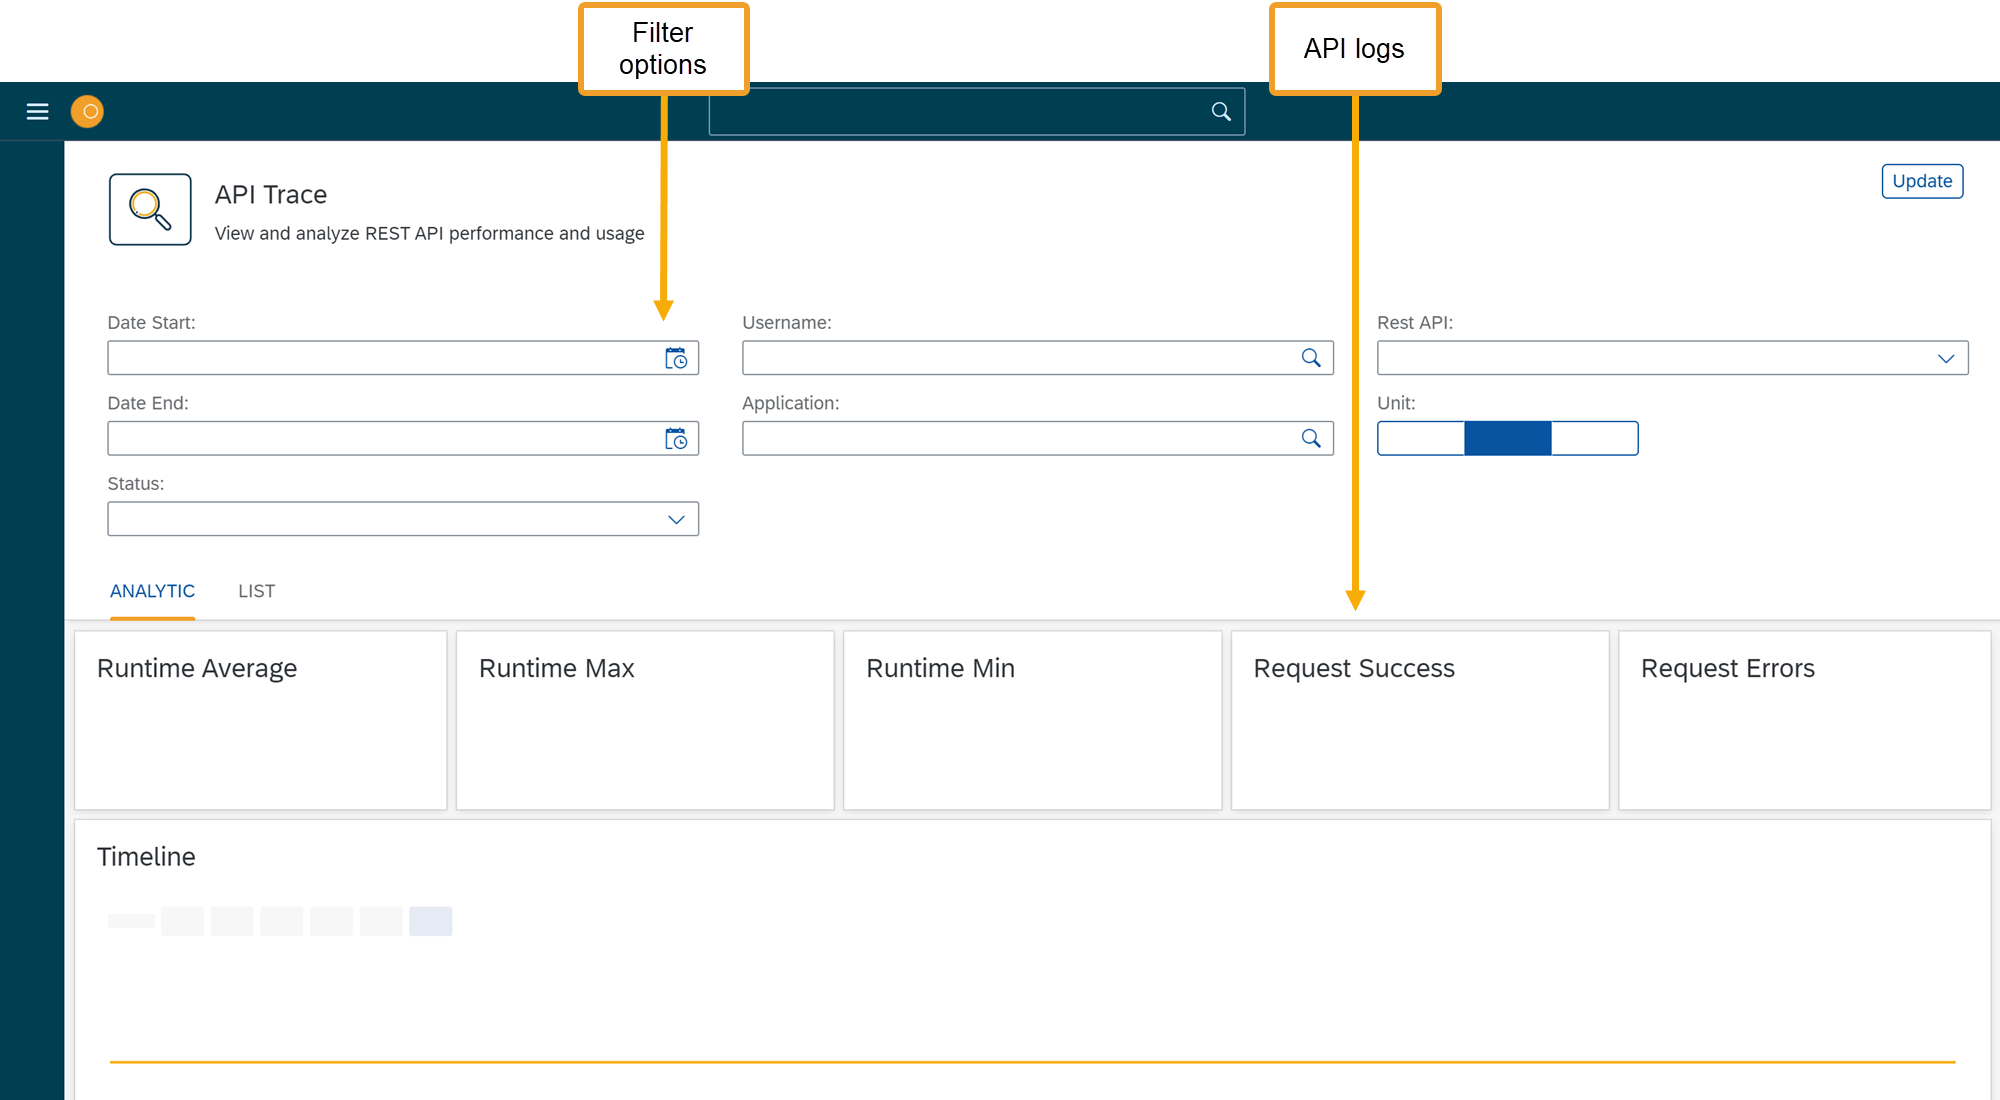 Filter
options
API logs
API Trace
View and analyze REST API performance and usage
Update
Date Start:
Username:
Rest API:
Date End:
Application:
Unit:
Status:
ANALYTIC
LIST
Runtime Average
Runtime Max
Runtime Min
Request Success
Request Errors
Timeline